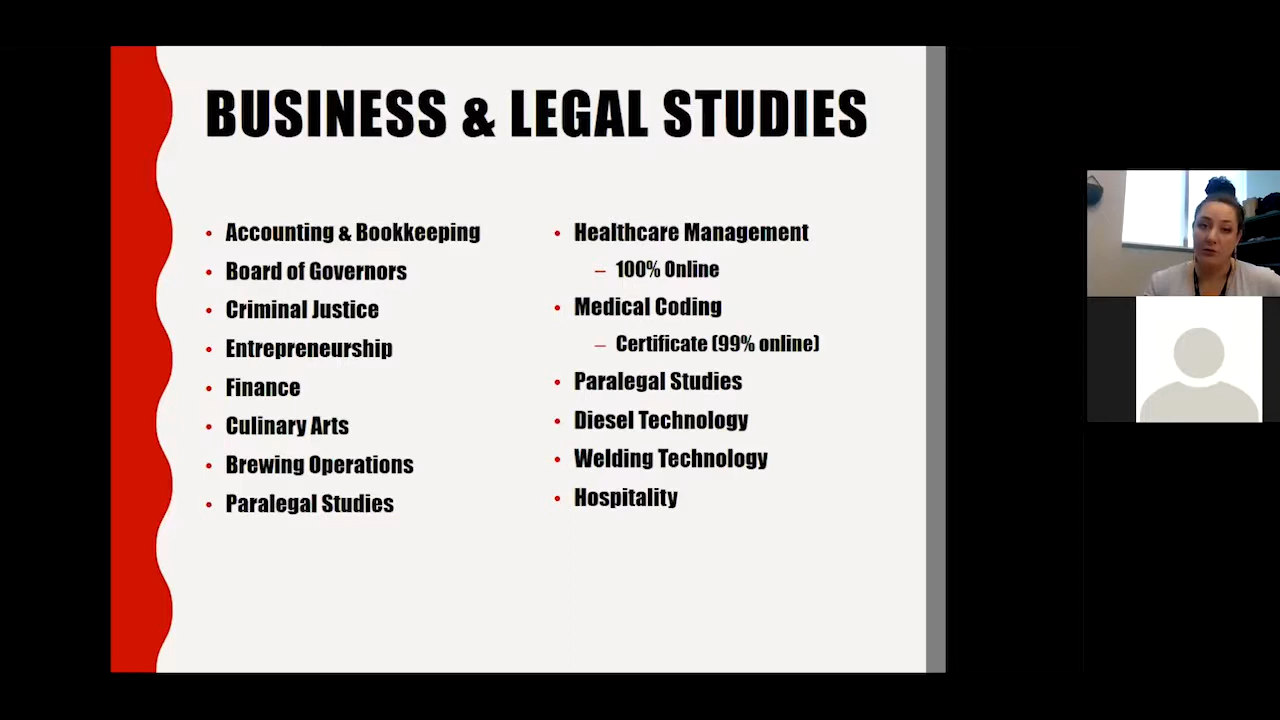 BUSINESS & LEGAL STUDIES
• Accounting & Bookkeeping
• Board of Governors
• Criminal Justice
• Entrepreneurship
• Finance
• Culinary Arts
• Brewing Operations
• Paralegal Studies
• Healthcare Management
– 100% Online
• Medical Coding
– Certificate (99% online)
• Paralegal Studies
• Diesel Technology
• Welding Technology
• Hospitality